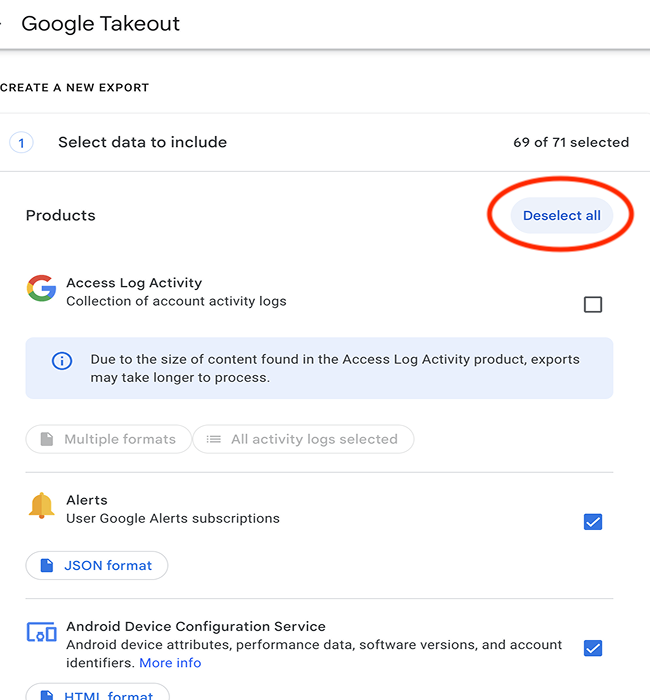 Google Takeout
CREATE A NEW EXPORT
1
Select data to include
69 of 71 selected
Products
Deselect all
Access Log Activity
Collection of account activity logs
Due to the size of content found in the Access Log Activity product, exports
may take longer to process.
Multiple formats
All activity logs selected
Alerts
User Google Alerts subscriptions
JSON format
Android Device Configuration Service
Android device attributes, performance data, software versions, and account
identifiers. More info
HTML format